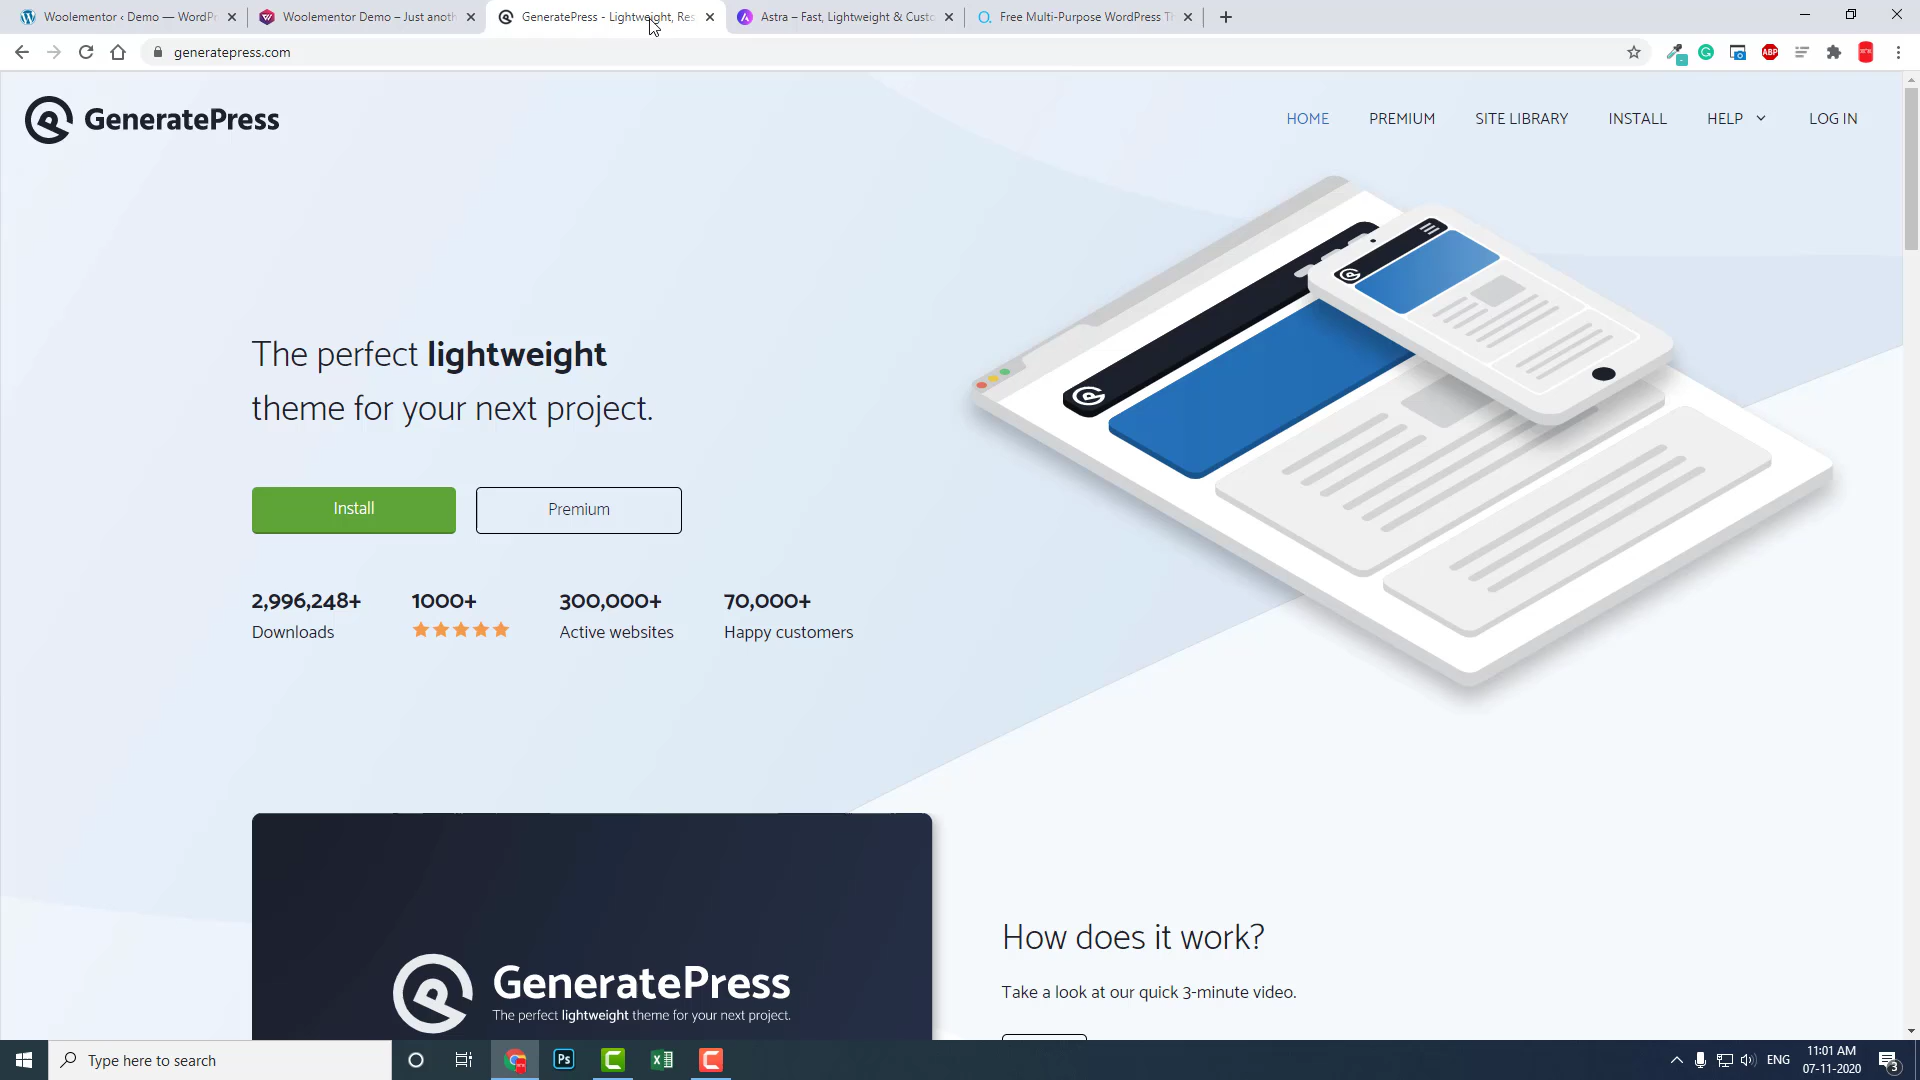 Woolementor ‹ Demo — WordPr
Woolementor Demo – Just anoth
GeneratePress - Lightweight, Res
Astra – Fast, Lightweight & Custo
Free Multi-Purpose WordPress Th
generatepress.com
ABP
GeneratePress
HOME
PREMIUM
SITE LIBRARY
INSTALL
HELP
LOG IN
The perfect lightweight
theme for your next project.
Install
Premium
2,996,248+
Downloads
1000+
300,000+
Active websites
70,000+
Happy customers
GeneratePress
The perfect lightweight theme for your next project.
How does it work?
Take a look at our quick 3-minute video.
Type here to search
Ps
ENG
11:01 AM
07-11-2020
3